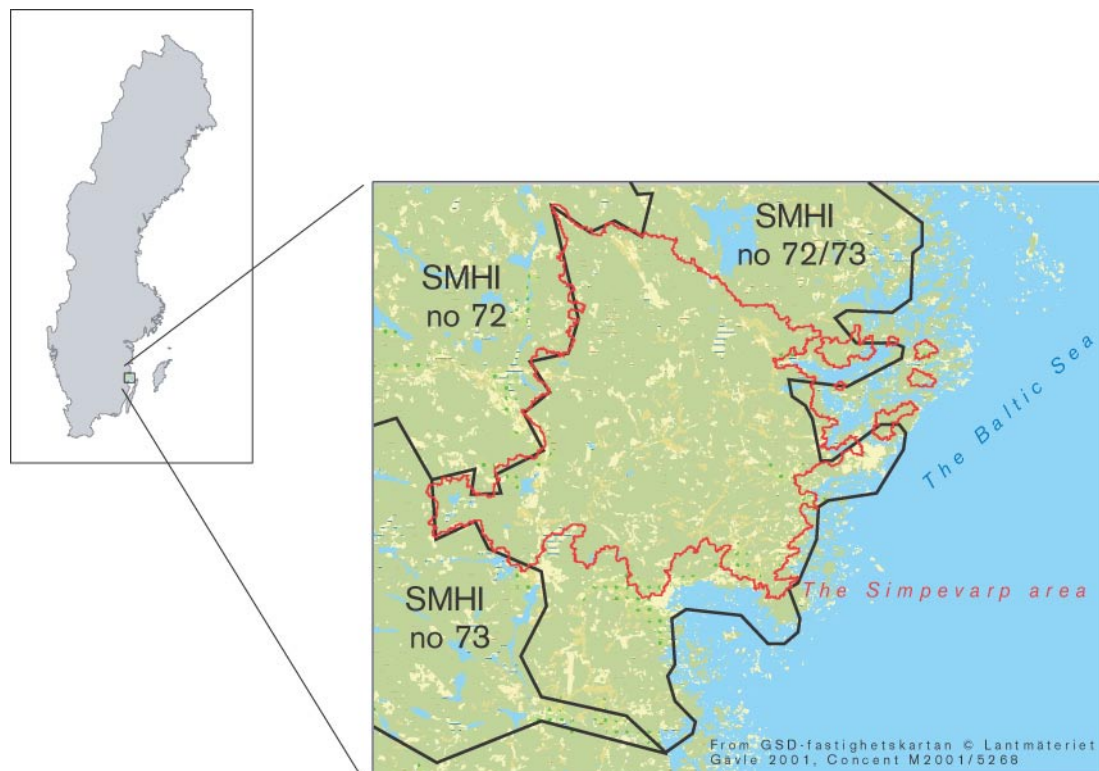 SMHI
no 72/73
SMHI
no 72
The Baltic Sea
The Simpevarp area
SMHI
no 73
From GSD-fastighetskartan © Lantmäteriet
Gävle 2001, Concent M2001/5268